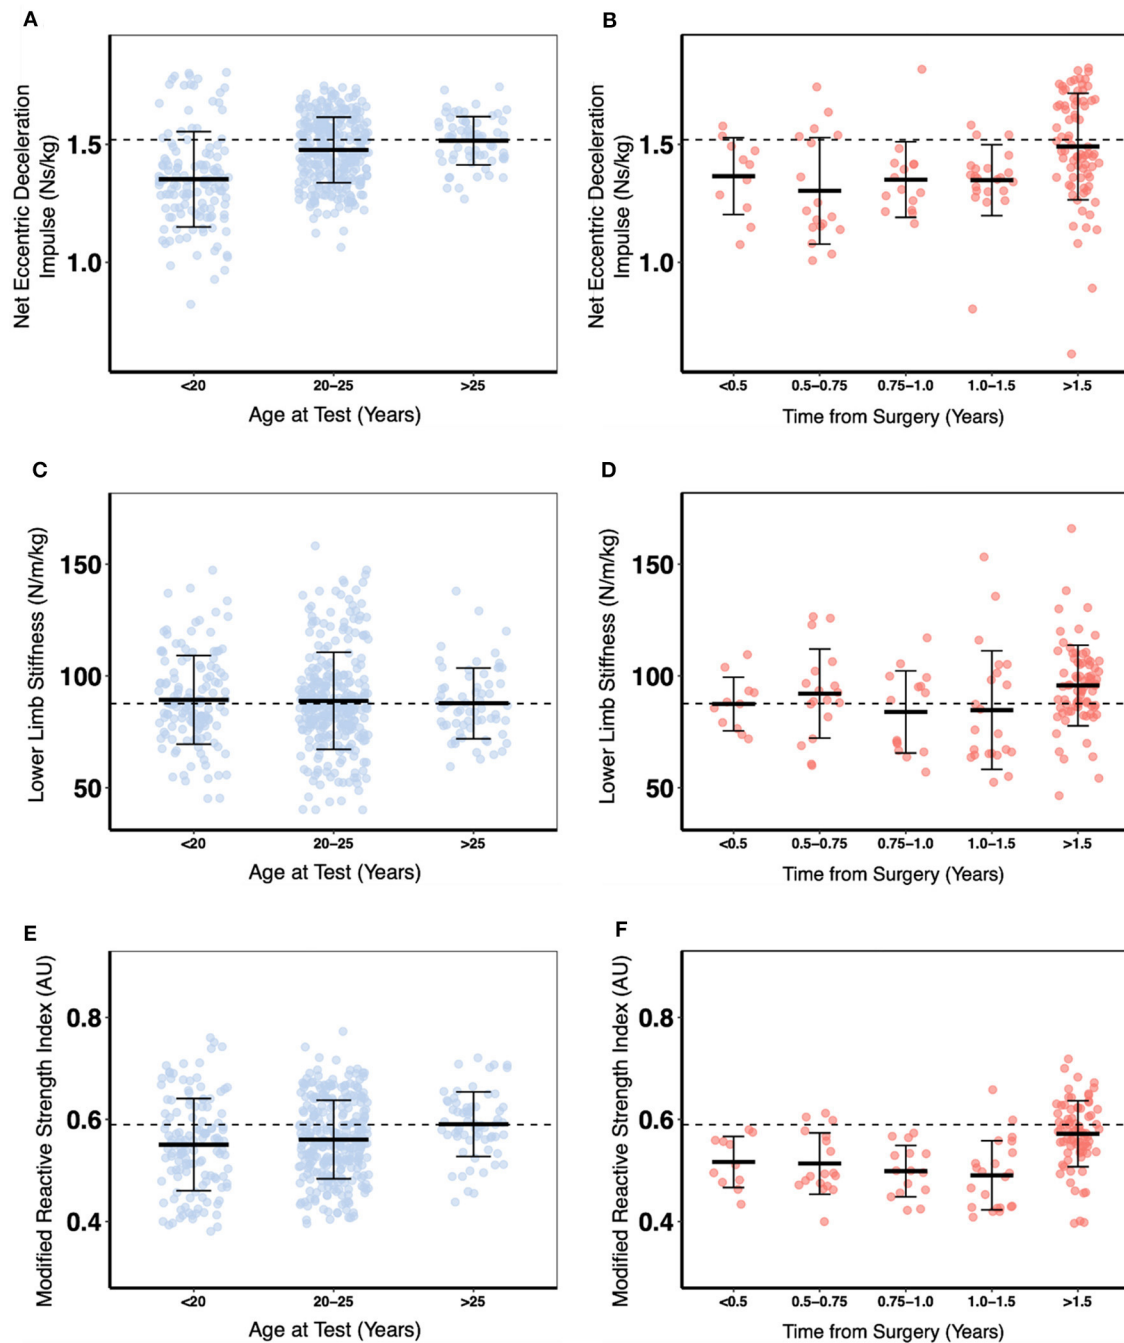 A
Net Eccentric Deceleration
Impulse (Ns/kg)
1.5
1.0
<20
20–25
>25
Age at Test (Years)
B
Net Eccentric Deceleration
Impulse (Ns/kg)
1.5
1.0
<0.5
0.5–0.75
0.75–1.0
1.0–1.5
>1.5
Time from Surgery (Years)
C
Lower Limb Stiffness (N/m/kg)
150
100
50
<20
20–25
>25
Age at Test (Years)
D
Lower Limb Stiffness (N/m/kg)
150
100
50
<0.5
0.5–0.75
0.75–1.0
1.0–1.5
>1.5
Time from Surgery (Years)
E
Modified Reactive Strength Index (AU)
0.8
0.6
0.4
<20
20–25
>25
Age at Test (Years)
F
Modified Reactive Strength Index (AU)
0.8
0.6
0.4
<0.5
0.5–0.75
0.75–1.0
1.0–1.5
>1.5
Time from Surgery (Years)